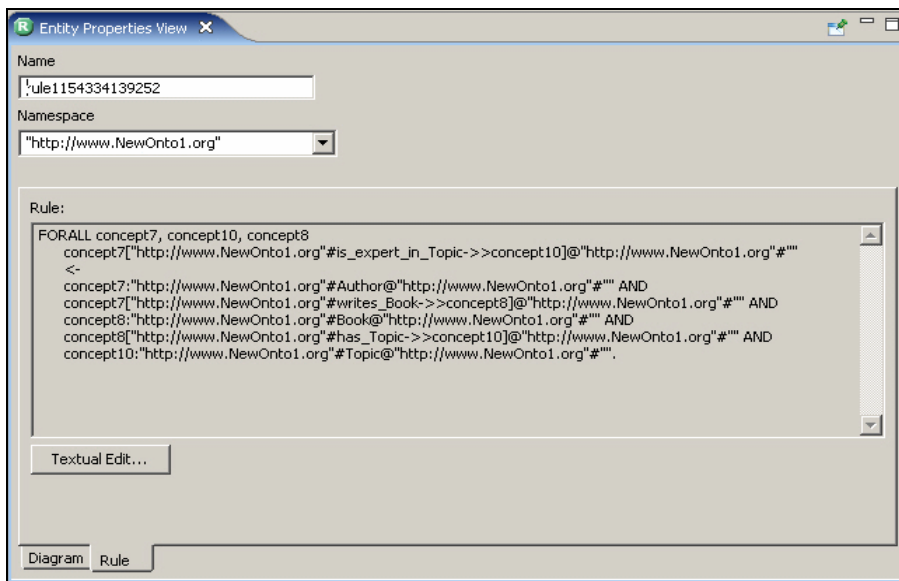 Entity Properties View
Name
rule1154334139252
Namespace
"http://www.NewOnto1.org"
Rule:
FORALL concept7, concept10, concept8
concept7["http://www.NewOnto1.org"#is_expert_in_Topic->>concept10]@"http://www.NewOnto1.org"#""
<-
concept7:"http://www.NewOnto1.org"#Author@"http://www.NewOnto1.org"#"" AND
concept7["http://www.NewOnto1.org"#writes_Book->>concept8]@"http://www.NewOnto1.org"#"" AND
concept8:"http://www.NewOnto1.org"#Book@"http://www.NewOnto1.org"#"" AND
concept8["http://www.NewOnto1.org"#has_Topic->>concept10]@"http://www.NewOnto1.org"#"" AND
concept10:"http://www.NewOnto1.org"#Topic@"http://www.NewOnto1.org"#"".
Textual Edit...
Diagram Rule